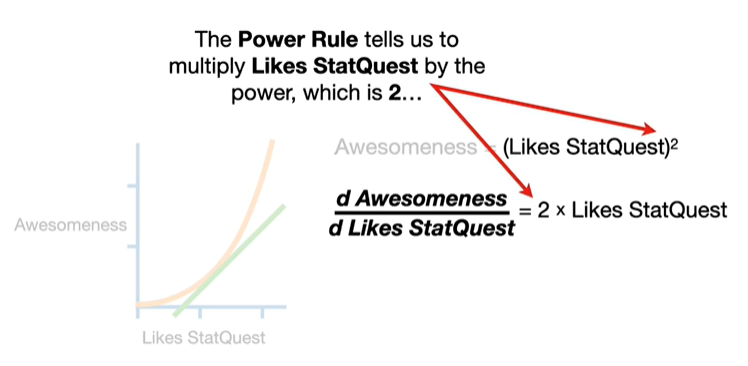 The Power Rule tells us to
multiply Likes StatQuest by the
power, which is 2...
Awesomeness = (Likes StatQuest)²
d Awesomeness
d Likes StatQuest
= 2 x Likes StatQuest
Awesomeness
Likes StatQuest